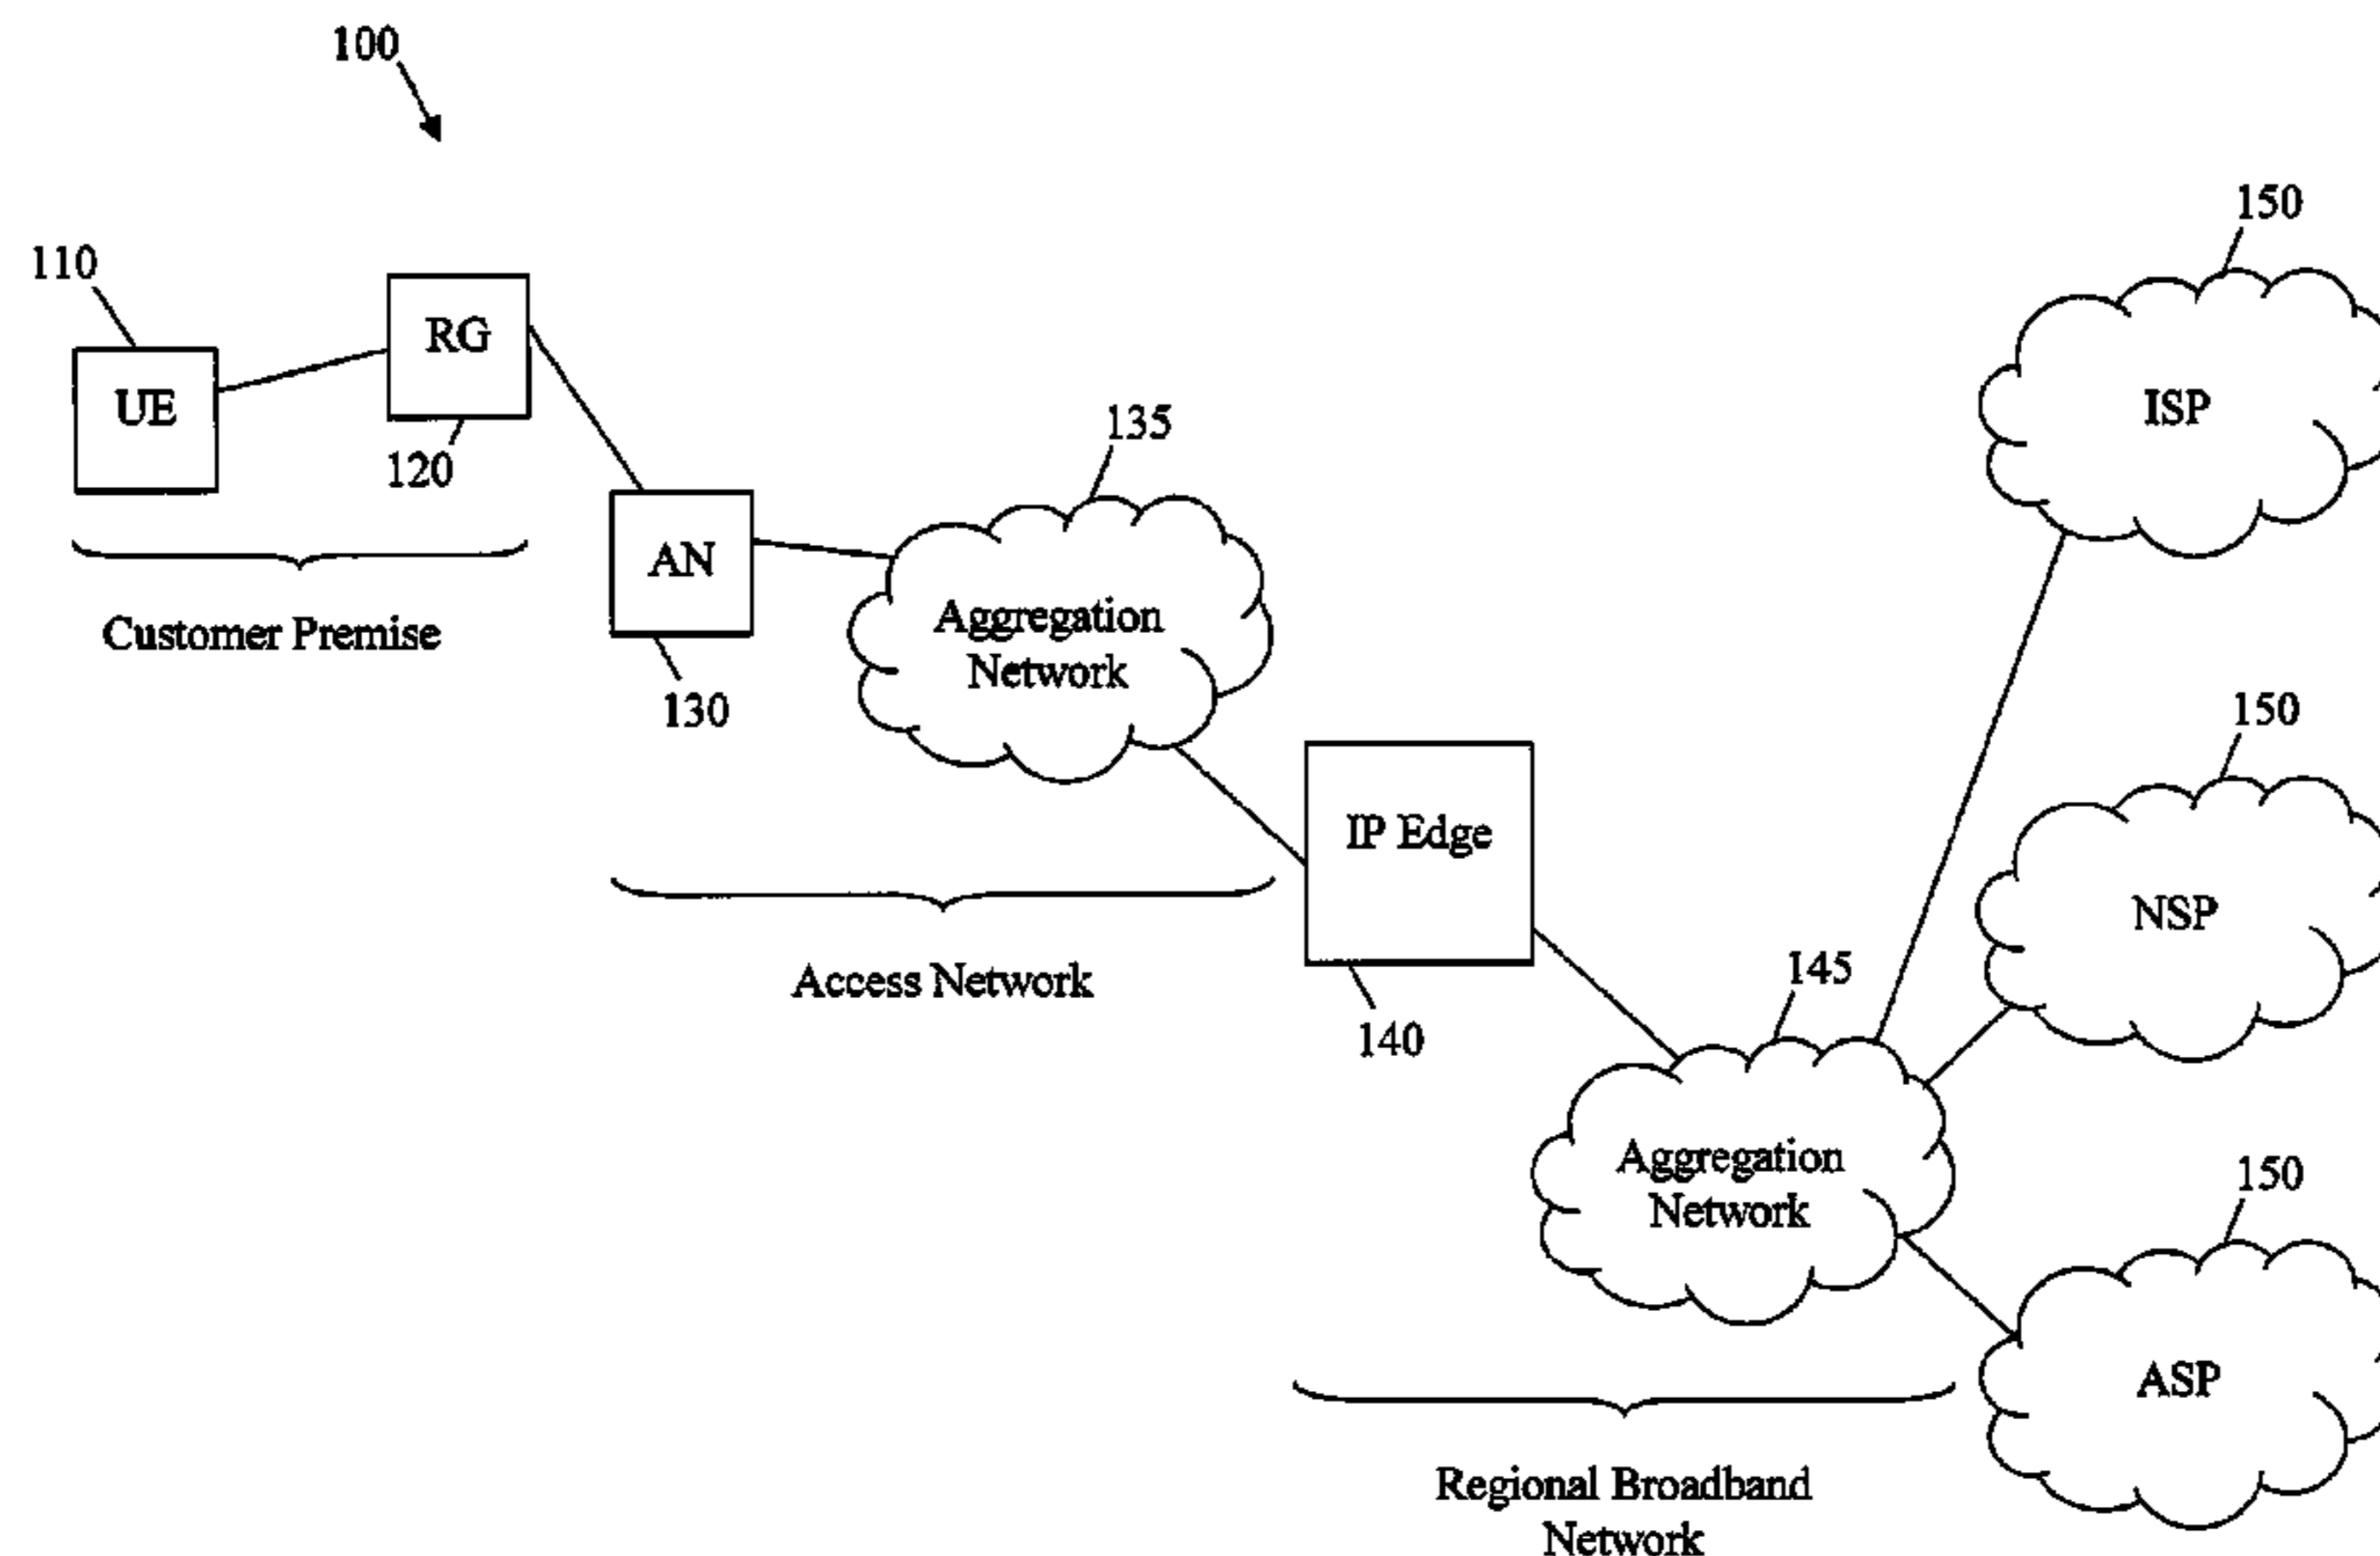 100
150
110
RG
UE
ISP
135
120
AN
Aggregation
Network
Customer Premise
130
150
IP Edge
NSP
Access Network
145
140
Aggregation
Network
150
ASP
Regional Broadband
Network